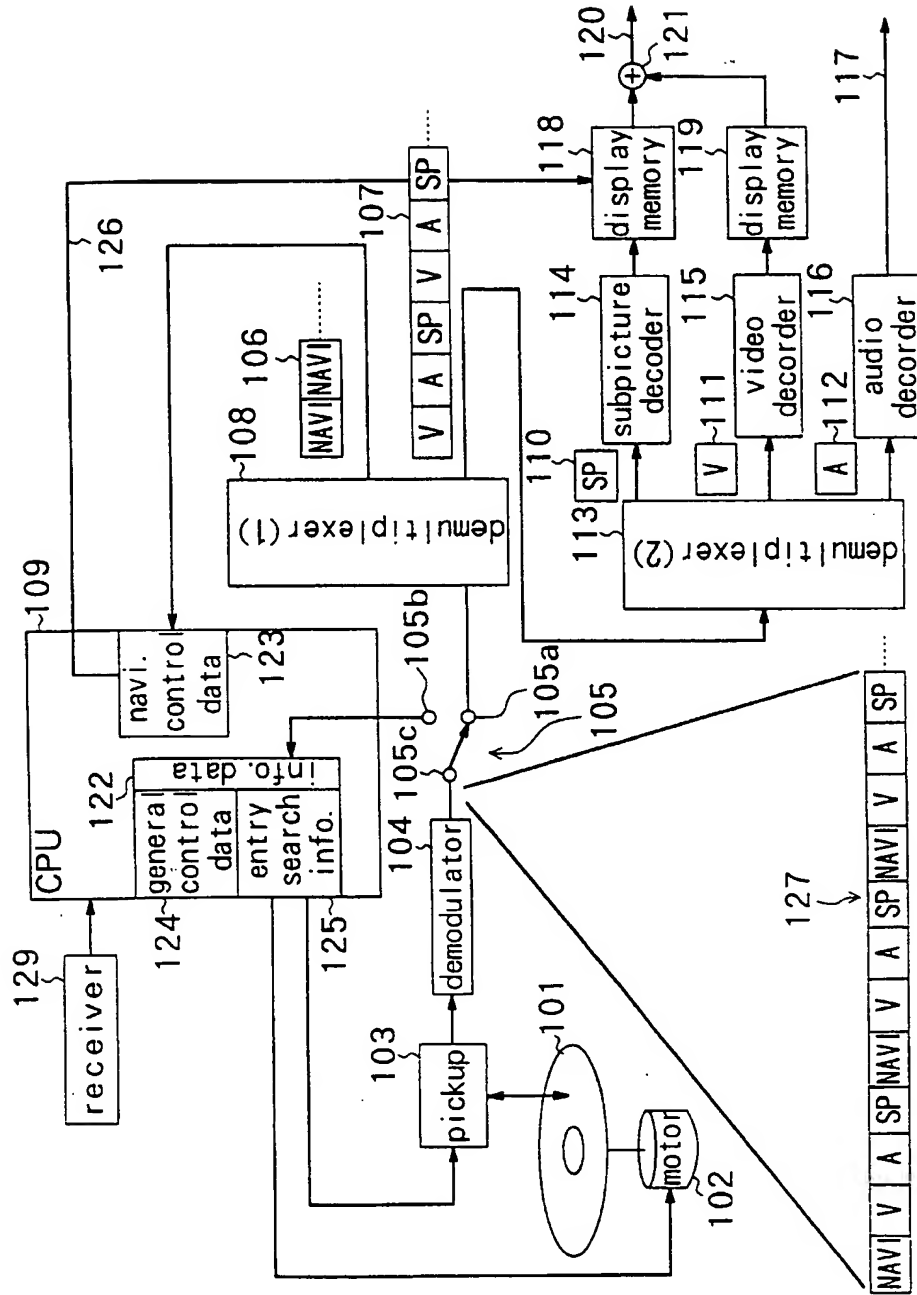 129
receiver
CPU
109
124
general
control
data
122
info. data
entry
search
info.
125
navi.
control
data
123
126
103
pickup
104
demodulator
105c
105b
105a
105
101
motor
102
108
demultiplexer(1)
106
NAVI NAVI ......
107
V A SP V A SP ......
113
demultiplexer(2)
110
SP
V
111
A
112
114
subpicture
decoder
115
video
decorder
116
audio
decorder
118
display
memory
119
display
memory
120
+
121
117
127
NAVI V A SP NAVI V A SP NAVI V A SP ......